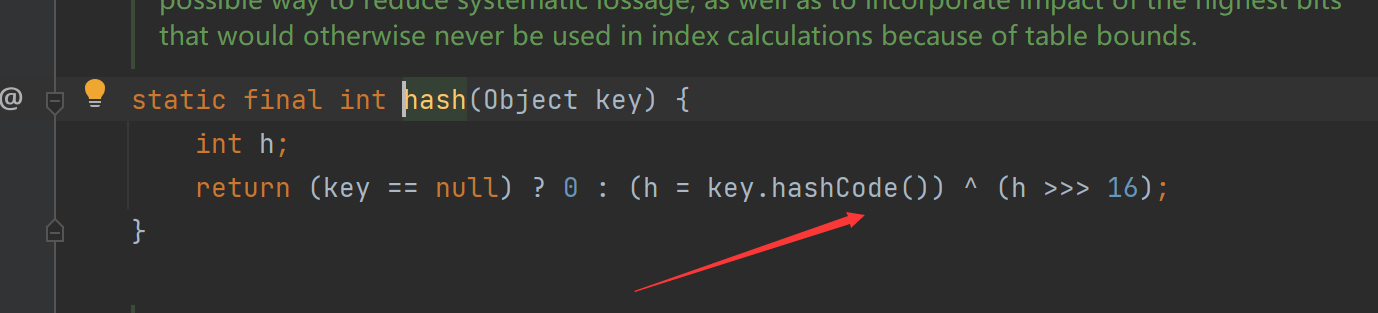 possible way to reduce systematic lossage, as well as to incorporate impact of the highest bits
that would otherwise never be used in index calculations because of table bounds.
@
static final int hash(Object key) {
int h;
return (key == null) ? 0 : (h = key.hashCode()) ^ (h >>> 16);
}